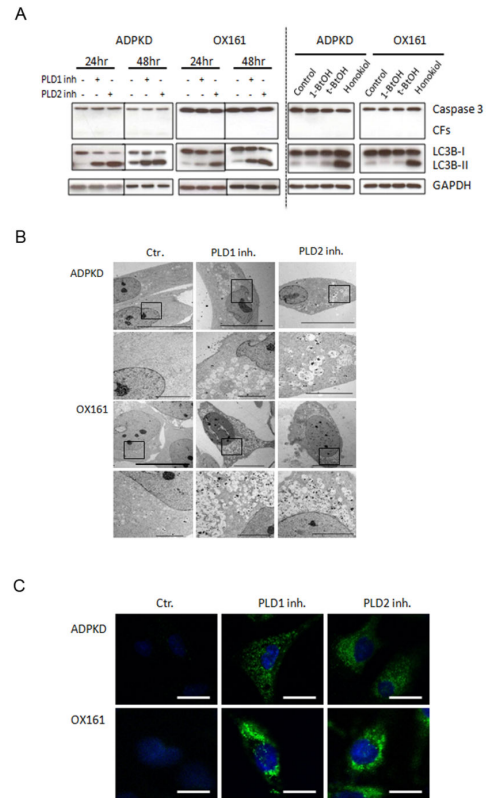 A
ADPKD OX161 ADPKD OX161
24hr 48hr 24hr 48hr
Control 1-BtOH t-BtOH Honokiol Control 1-BtOH t-BtOH Honokiol
PLD1 inh - + - - + - - + - - + -
PLD2 inh - - + - - + - - + - - +
Caspase 3
CFs
LC3B-I
LC3B-II
GAPDH
B
Ctr. PLD1 inh. PLD2 inh.
ADPKD
OX161
C
Ctr. PLD1 inh. PLD2 inh.
ADPKD
OX161